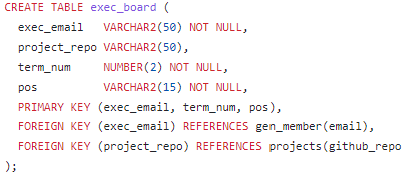 CREATE TABLE exec_board (
exec_email VARCHAR2(50) NOT NULL,
project_repo VARCHAR2(50),
term_num NUMBER(2) NOT NULL,
pos VARCHAR2(15) NOT NULL,
PRIMARY KEY (exec_email, term_num, pos),
FOREIGN KEY (exec_email) REFERENCES gen_member(email),
FOREIGN KEY (project_repo) REFERENCES projects(github_repo
);